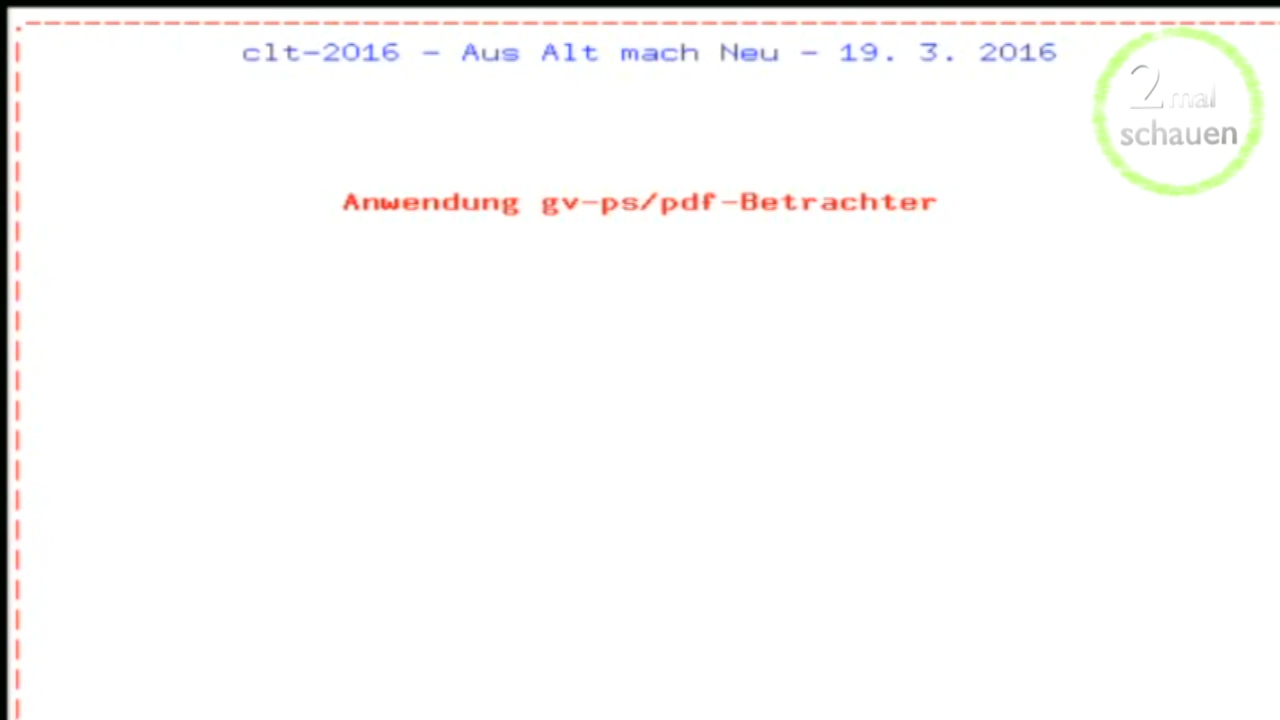 clt-2016 - Aus Alt mach Neu - 19. 3. 2016
2 mal
schauen
Anwendung gv-ps/pdf-Betrachter